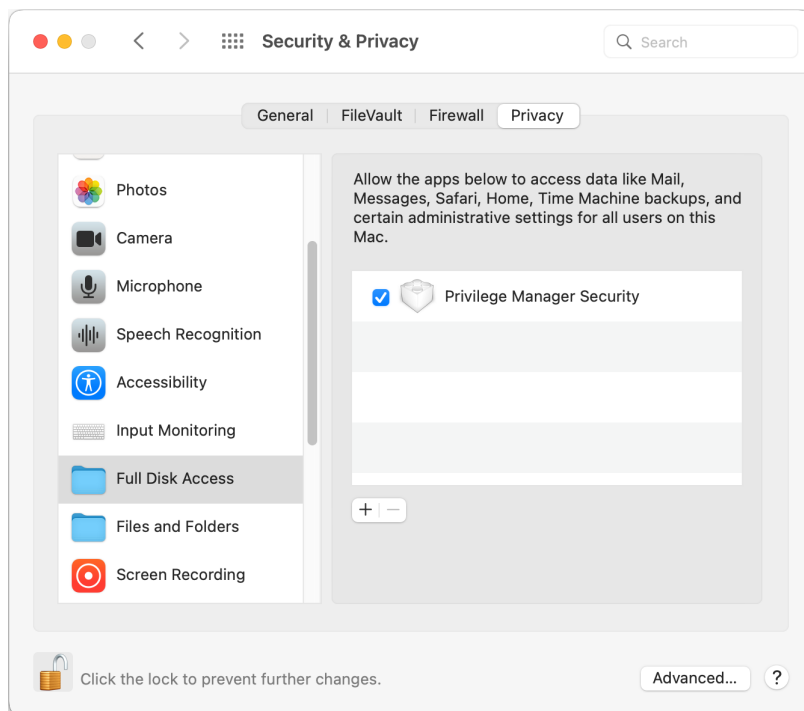 Security & Privacy
Search
General
FileVault
Firewall
Privacy
Photos
Camera
Microphone
Speech Recognition
Accessibility
Input Monitoring
Full Disk Access
Files and Folders
Screen Recording
Allow the apps below to access data like Mail,
Messages, Safari, Home, Time Machine backups, and
certain administrative settings for all users on this
Mac.
Privilege Manager Security
+
−
Click the lock to prevent further changes.
Advanced...
?